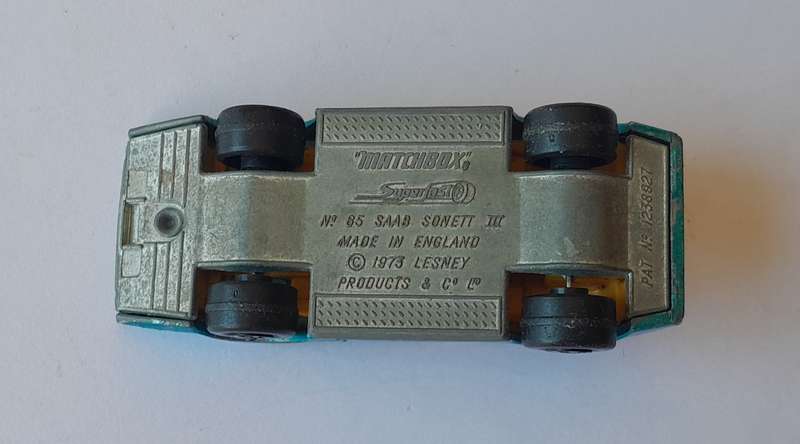 "MATCHBOX"
Superfast
No 65 SAAB SONETT III
MADE IN ENGLAND
© 1973 LESNEY
PRODUCTS & Co LD
PAT No 1238927